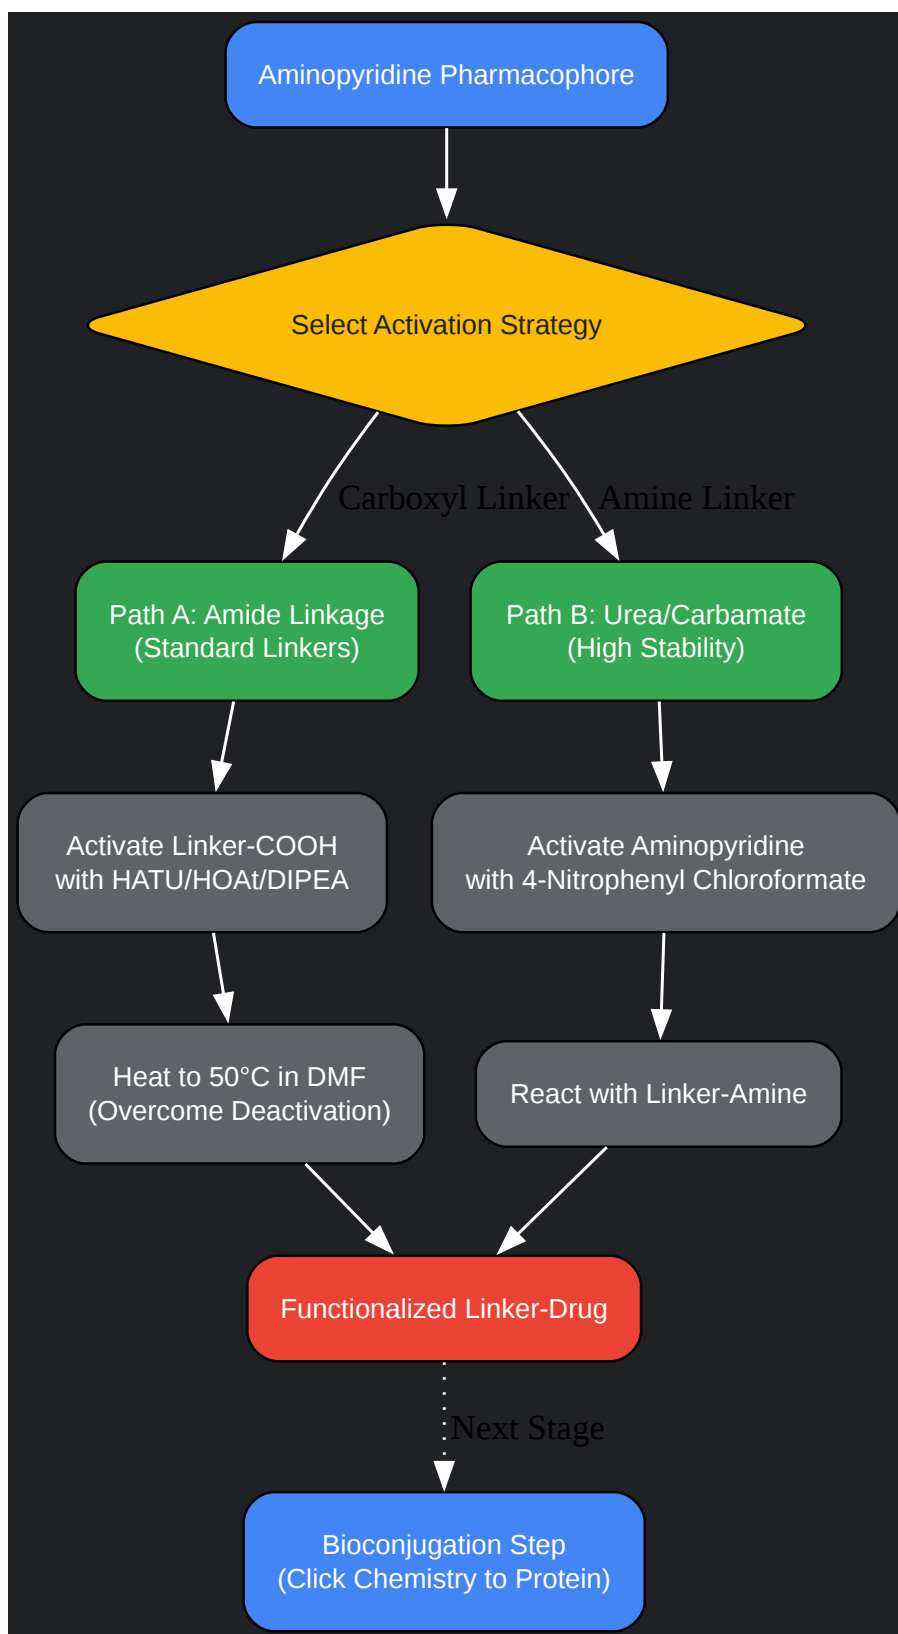 Aminopyridine Pharmacophore
Select Activation Strategy
Carboxyl Linker
Amine Linker
Path A: Amide Linkage
(Standard Linkers)
Path B: Urea/Carbamate
(High Stability)
Activate Linker-COOH
with HATU/HOAt/DIPEA
Activate Aminopyridine
with 4-Nitrophenyl Chloroformate
Heat to 50°C in DMF
(Overcome Deactivation)
React with Linker-Amine
Functionalized Linker-Drug
Next Stage
Bioconjugation Step
(Click Chemistry to Protein)